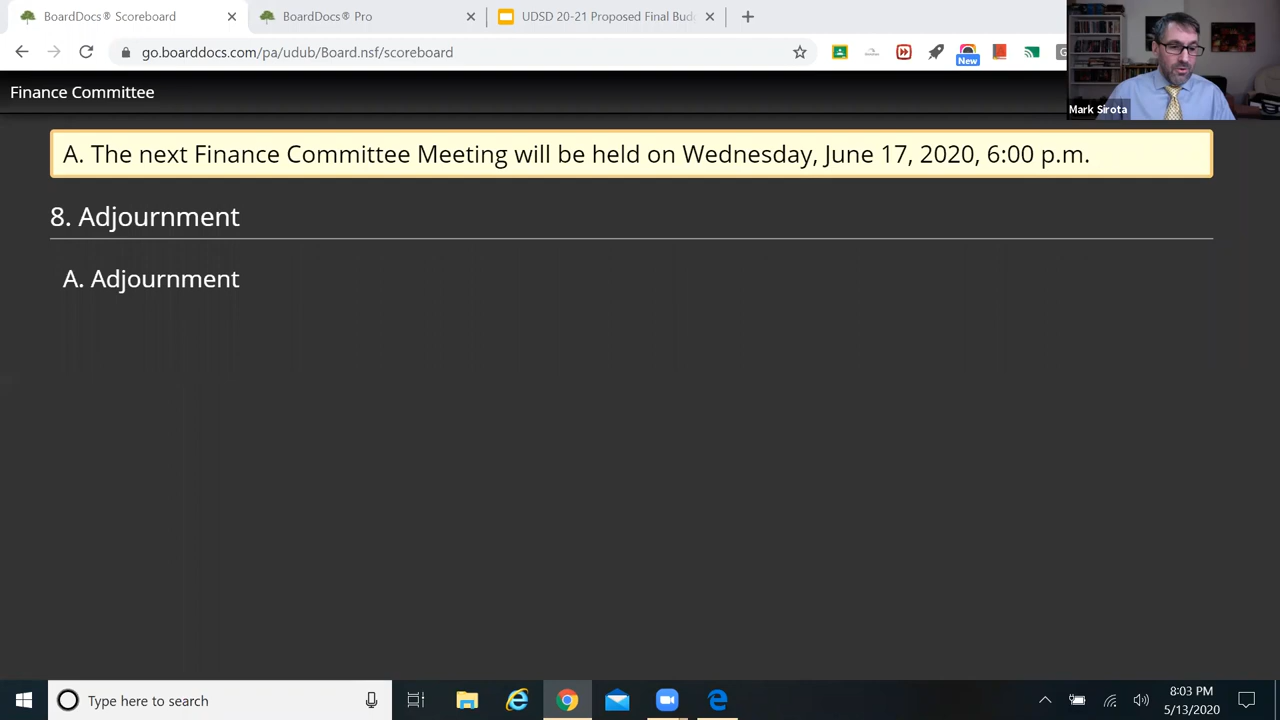 BoardDocs® Scoreboard
BoardDocs® Pro
UDSD 20-21 Proposed Final Bud
go.boarddocs.com/pa/udub/Board.nsf/scoreboard
New
Finance Committee
Mark Sirota
A. The next Finance Committee Meeting will be held on Wednesday, June 17, 2020, 6:00 p.m.
8. Adjournment
A. Adjournment
Type here to search
8:03 PM
5/13/2020